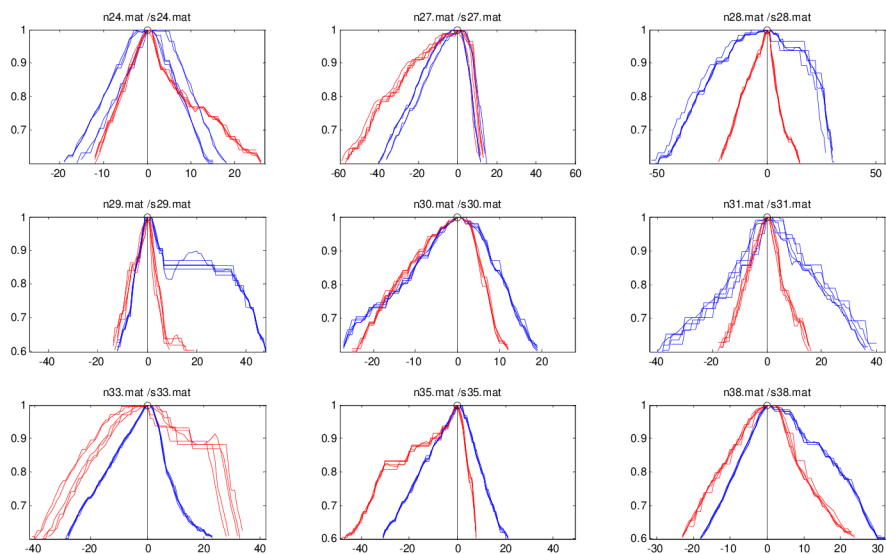 n24.mat /s24.mat n27.mat /s27.mat n28.mat /s28.mat
1 1 1
0.9 0.9 0.9
0.8 0.8 0.8
0.7 0.7 0.7
-20 -10 0 10 20 -60 -40 -20 0 20 40 60 -50 0 50
n29.mat /s29.mat n30.mat /s30.mat n31.mat /s31.mat
1 1 1
0.9 0.9 0.9
0.8 0.8 0.8
0.7 0.7 0.7
0.6 0.6
-40 -20 0 20 40 -20 -10 0 10 20 -40 -20 0 20 40
n33.mat /s33.mat n35.mat /s35.mat n38.mat /s38.mat
1 1 1
0.9 0.9 0.9
0.8 0.8 0.8
0.7 0.7 0.7
0.6 0.6
-40 -20 0 20 40 -40 -20 0 20 40 -30 -20 -10 0 10 20 30